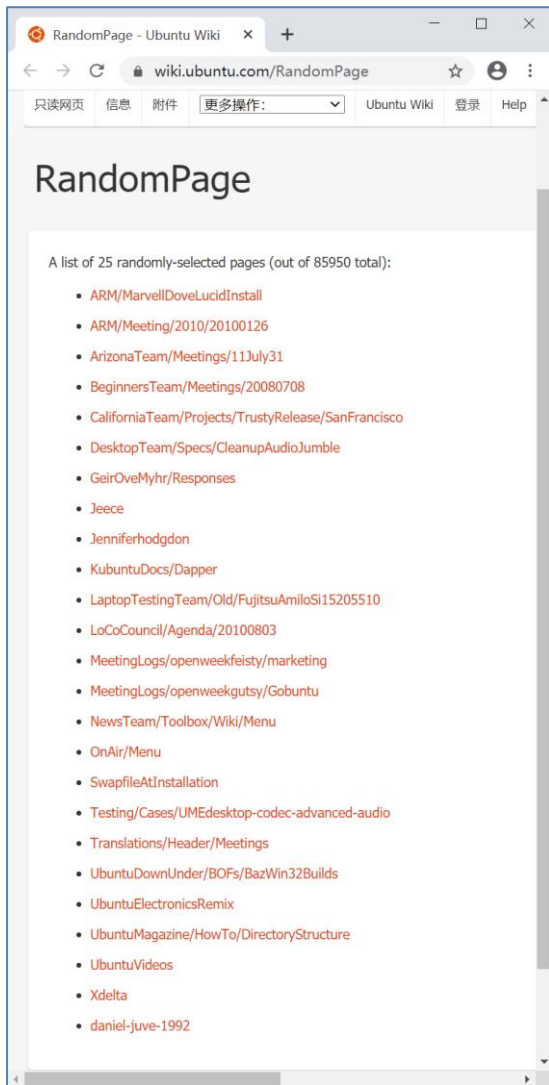 RandomPage - Ubuntu Wiki
wiki.ubuntu.com/RandomPage
只读网页 信息 附件 更多操作: Ubuntu Wiki 登录 Help
RandomPage
A list of 25 randomly-selected pages (out of 85950 total):
ARM/MarvellDoveLucidInstall
ARM/Meeting/2010/20100126
ArizonaTeam/Meetings/11July31
BeginnersTeam/Meetings/20080708
CaliforniaTeam/Projects/TrustyRelease/SanFrancisco
DesktopTeam/Specs/CleanupAudioJumble
GeirOveMyhr/Responses
Jeece
Jenniferhodgdon
KubuntuDocs/Dapper
LaptopTestingTeam/Old/FujitsuAmiloSi15205510
LoCoCouncil/Agenda/20100803
MeetingLogs/openweekfeisty/marketing
MeetingLogs/openweekgutsy/Gobuntu
NewsTeam/Toolbox/Wiki/Menu
OnAir/Menu
SwapfileAtInstallation
Testing/Cases/UMEdesktop-codec-advanced-audio
Translations/Header/Meetings
UbuntuDownUnder/BOFs/BazWin32Builds
UbuntuElectronicsRemix
UbuntuMagazine/HowTo/DirectoryStructure
UbuntuVideos
Xdelta
daniel-juve-1992